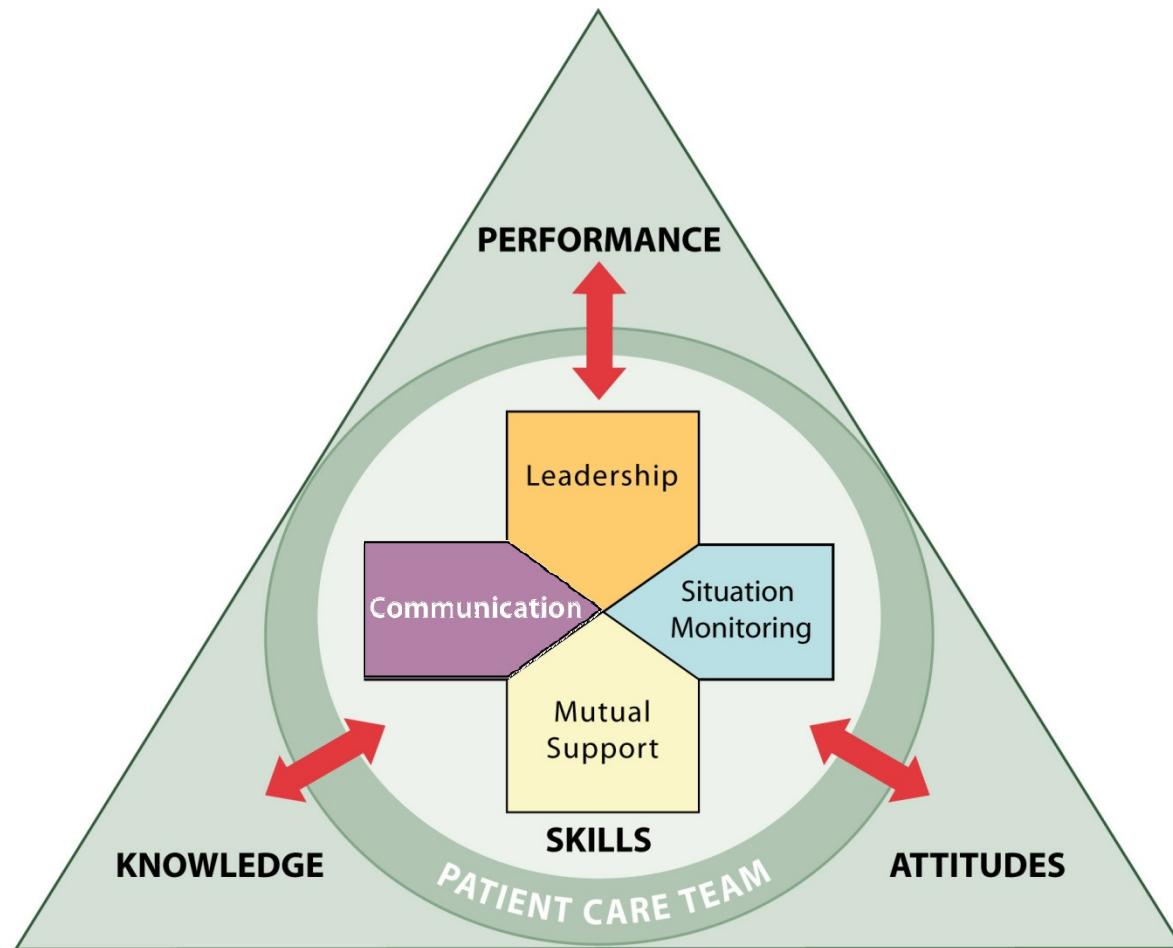 PERFORMANCE
Leadership
Communication
Situation
Monitoring
Mutual
Support
SKILLS
KNOWLEDGE
ATTITUDES
PATIENT CARE TEAM